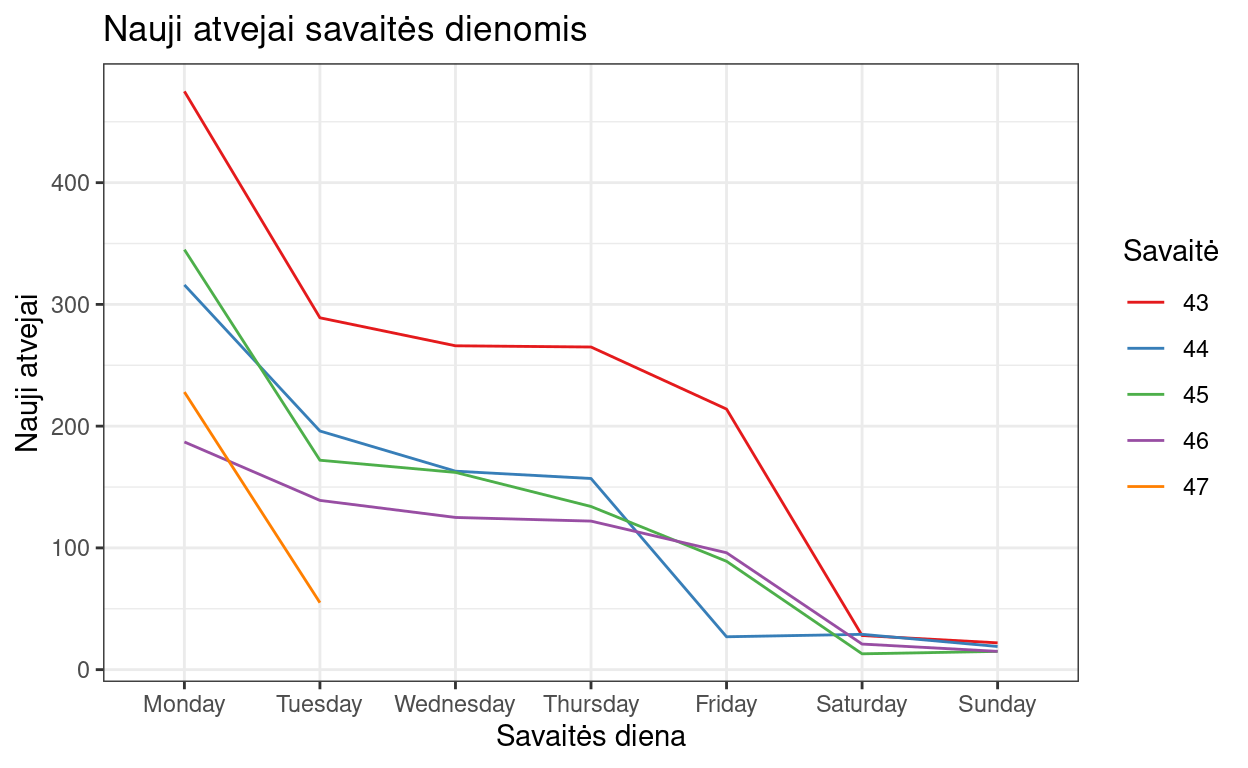 Nauji atvejai savaitės dienomis
Nauji atvejai
400
300
200
100
0
Monday Tuesday Wednesday Thursday Friday Saturday Sunday
Savaitės diena
Savaitė
43
44
45
46
47